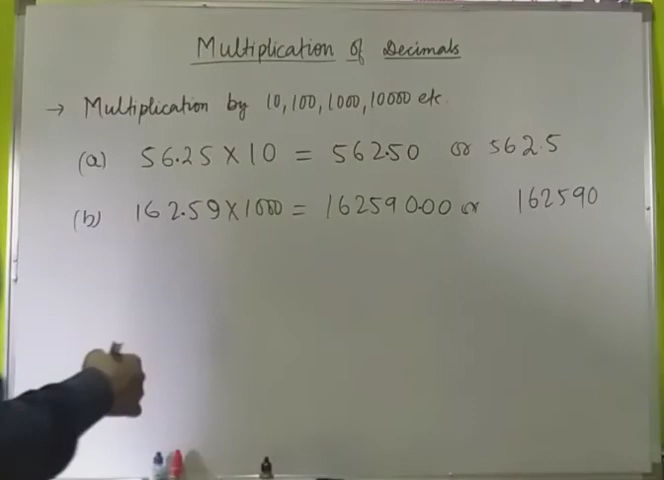 Multiplication of Decimals
→ Multiplication by 10,100,1000,10000 etc.
(a) 56.25 X 10 = 562.50 or 562.5
(b) 162.59 X 1000 = 162590.00 or 162590